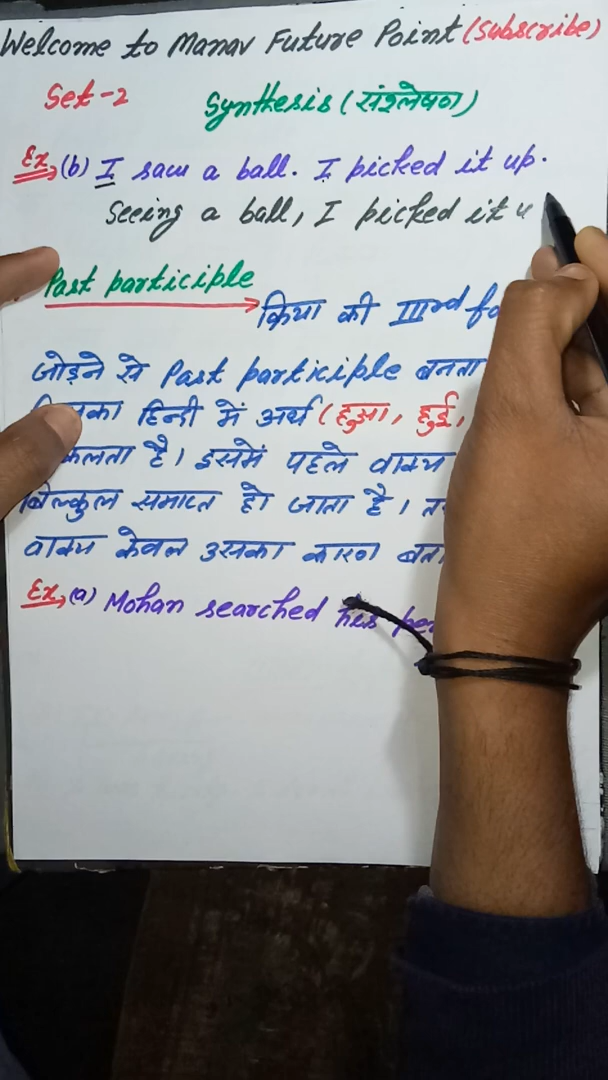 Welcome to Manav Future Point (Subscribe)
Set-2 Synthesis (संश्लेषण)
Ex, (b) I saw a ball. I picked it up.
Seeing a ball, I picked it u
Past participle
क्रिया की IIIrd
जोड़ने से Past participle बनता
हिन्दी में अर्थ (हुआ, हुई,
है। इसमें पहले वाक्य
बिल्कुल समाप्त हो जाता है।
वाक्य केवल उसका कारण
Ex, (a) Mohan searched his